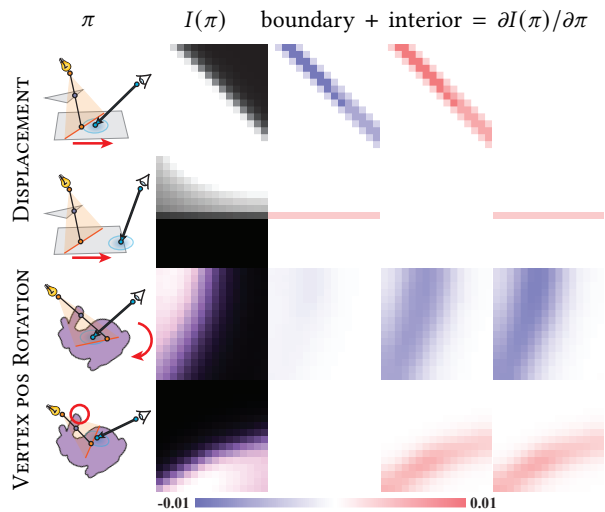 π I(π) boundary + interior = ∂I(π)/∂π
DISPLACEMENT
ROTATION
VERTEX POS
-0.01 0.01